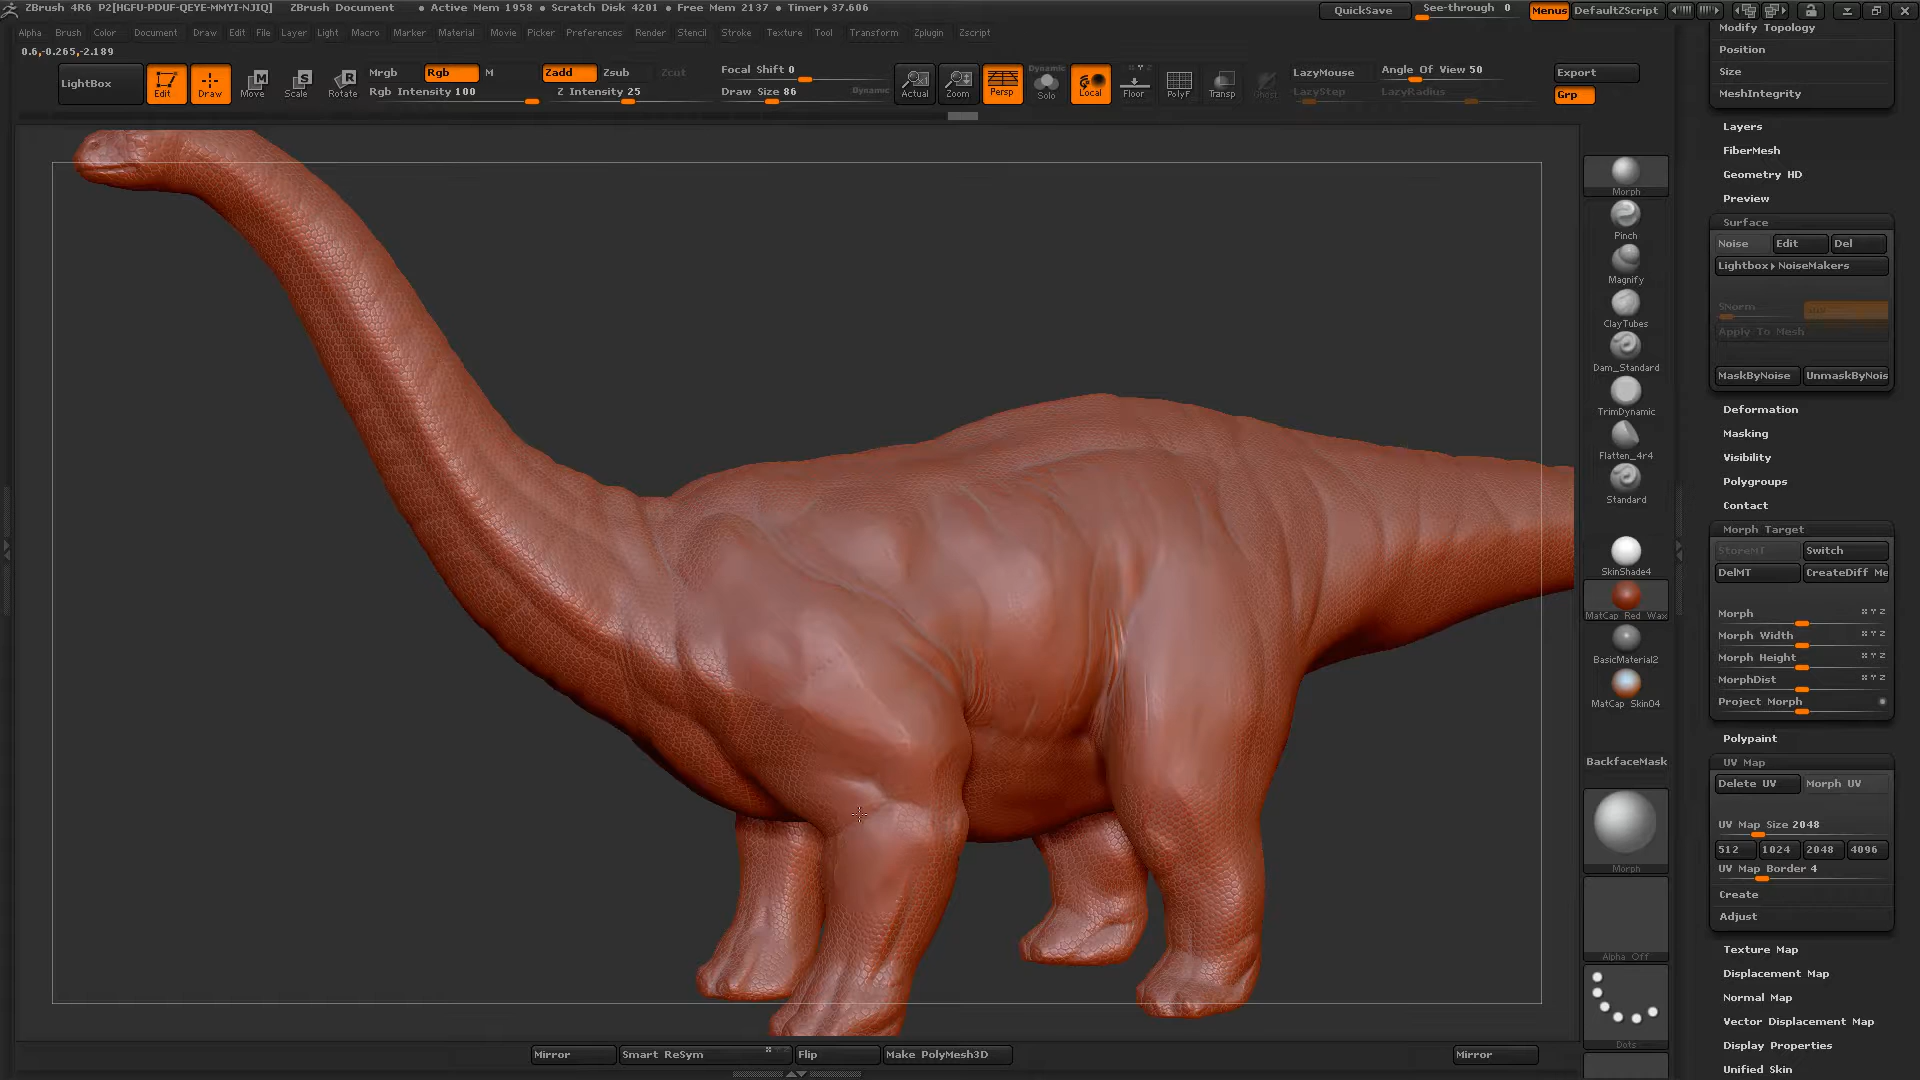 ZBrush 4R6 P2[HGFU-PDUF-QEYE-MMYI-NJIQ] ZBrush Document • Active Mem 1958 • Scratch Disk 4201 • Free Mem 2137 • Timer▸37.606 QuickSave See-through 0 Menus DefaultZScript
Alpha Brush Color Document Draw Edit File Layer Light Macro Marker Material Movie Picker Preferences Render Stencil Stroke Texture Tool Transform Zplugin Zscript
0.6,-0.265,-2.189
LightBox
Edit
Draw
Move
Scale
Rotate
Mrgb Rgb M
Rgb Intensity 100
Zadd Zsub Zcut
Z Intensity 25
Focal Shift 0
Draw Size 86 Dynamic
Actual
Zoom
Persp
Dynamic
Solo
Local
Floor
PolyF
Transp
Ghost
LazyMouse
LazyStep
Angle Of View 50
LazyRadius
Export
Grp
Morph
Pinch
Magnify
ClayTubes
Dam_Standard
TrimDynamic
Flatten_4r4
Standard
SkinShade4
MatCap Red Wax
BasicMaterial2
MatCap Skin04
BackfaceMask
Morph
Alpha Off
Dots
Modify Topology
Position
Size
MeshIntegrity
Layers
FiberMesh
Geometry HD
Preview
Surface
Noise Edit Del
Lightbox▸NoiseMakers
SNorm
Apply To Mesh
MaskByNoise UnmaskByNois
Deformation
Masking
Visibility
Polygroups
Contact
Morph Target
StoreMT Switch
DelMT CreateDiff Me
Morph X Y Z
Morph Width X Y Z
Morph Height X Y Z
MorphDist X Y Z
Project Morph
Polypaint
UV Map
Delete UV Morph UV
UV Map Size 2048
512 1024 2048 4096
UV Map Border 4
Create
Adjust
Texture Map
Displacement Map
Normal Map
Vector Displacement Map
Display Properties
Unified Skin
Mirror Smart ReSym Flip Make PolyMesh3D Mirror